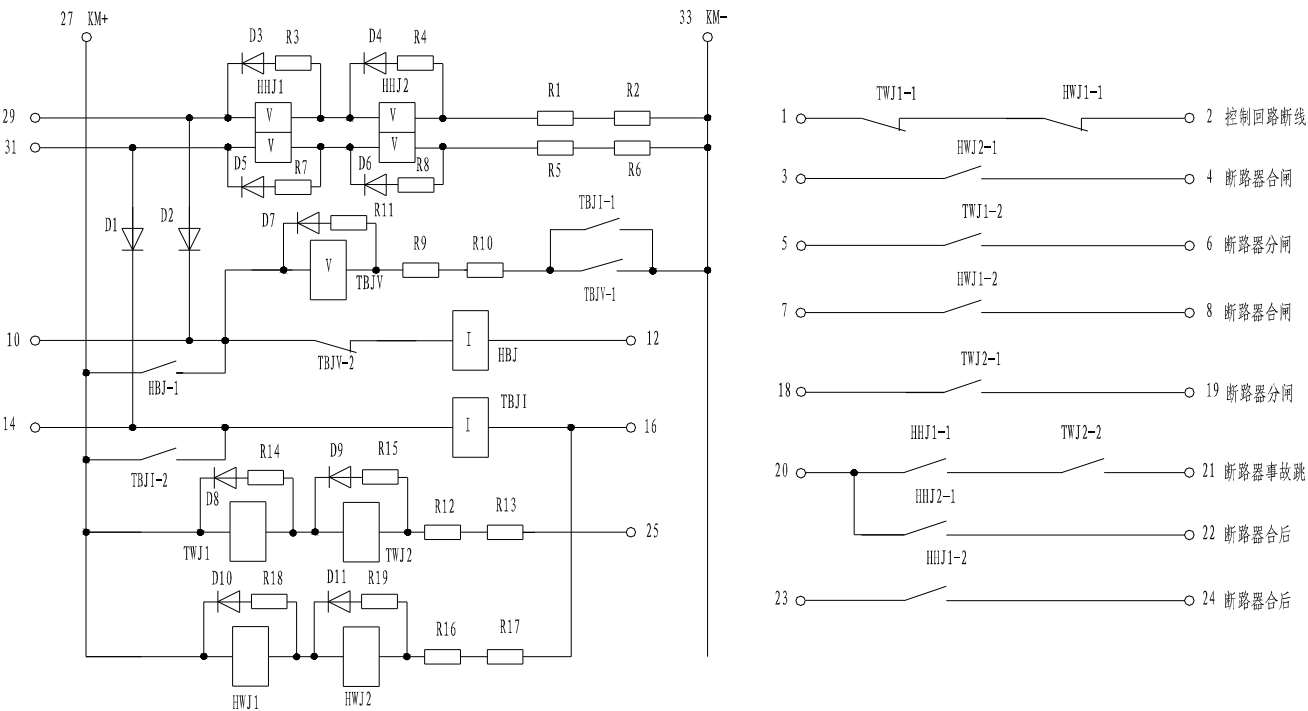 27 KM+
33 KM-
D3 R3
D4 R4
HHJ1
HHJ2
R1 R2
29
V
V
31
V
V
D5 R7
D6 R8
R5 R6
D1
D2
D7 R11
TBJI-1
V
TBJV
R9 R10
TBJV-1
10
HBJ-1
TBJV-2
I
HBJ
12
14
TBJI-2
TBJI
I
16
D8
R14
D9
R15
TWJ1
TWJ2
R12 R13
25
D10 R18
D11 R19
HWJ1
HWJ2
R16 R17
TWJ1-1
HWJ1-1
1
2 控制回路断线
HWJ2-1
3
4 断路器合闸
TWJ1-2
5
6 断路器分闸
HWJ1-2
7
8 断路器合闸
TWJ2-1
18
19 断路器分闸
HHJ1-1
TWJ2-2
20
21 断路器事故跳
HHJ2-1
22 断路器合后
HHJ1-2
23
24 断路器合后